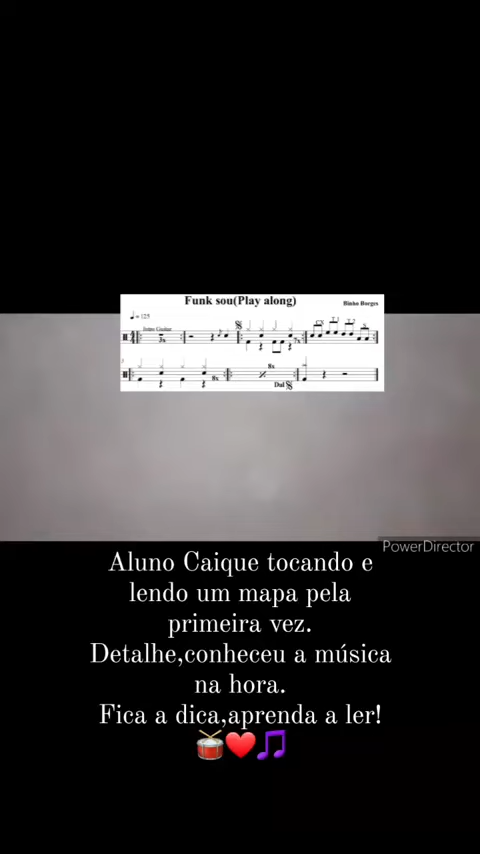 Funk sou(Play along)
Binho Borges
= 125
3x
7x
8x
8x
PowerDirector
Aluno Caique tocando e
lendo um mapa pela
primeira vez.
Detalhe,conheceu a música
na hora.
Fica a dica,aprenda a ler!
🥁❤️🎵